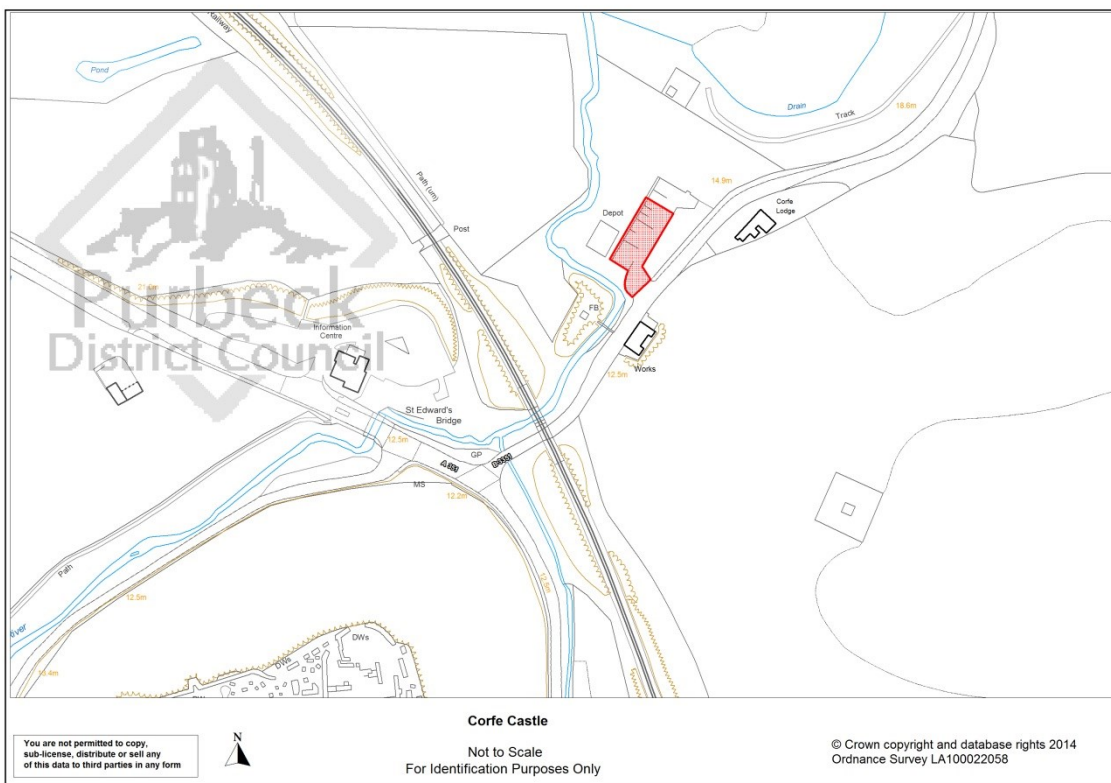 Railway
Pond
Drain
Track
18.6m
Path (um)
14.9m
Post
Depot
Corfe
Lodge
Purbeck
District Council
Information
Centre
FB
12.5m
Works
St Edward's
Bridge
12.5m
GP
A 351
B 3351
MS
12.2m
Path
12.5m
12.5m
DWs
DWs
Corfe Castle
Not to Scale
For Identification Purposes Only
You are not permitted to copy,
sub-license, distribute or sell any
of this data to third parties in any form
N
© Crown copyright and database rights 2014
Ordnance Survey LA100022058